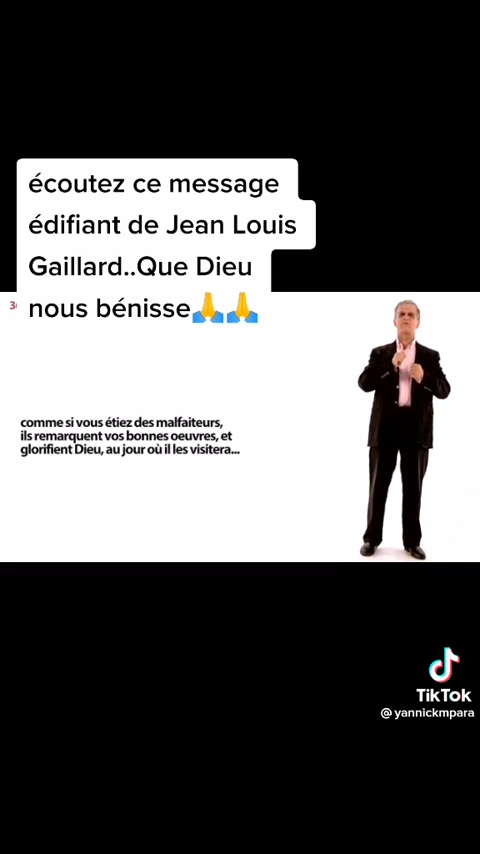 écoutez ce message
édifiant de Jean Louis
Gaillard..Que Dieu
nous bénisse🙏🙏
comme si vous étiez des malfaiteurs,
ils remarquent vos bonnes oeuvres, et
glorifient Dieu, au jour où il les visitera...
TikTok
@yannickmpara